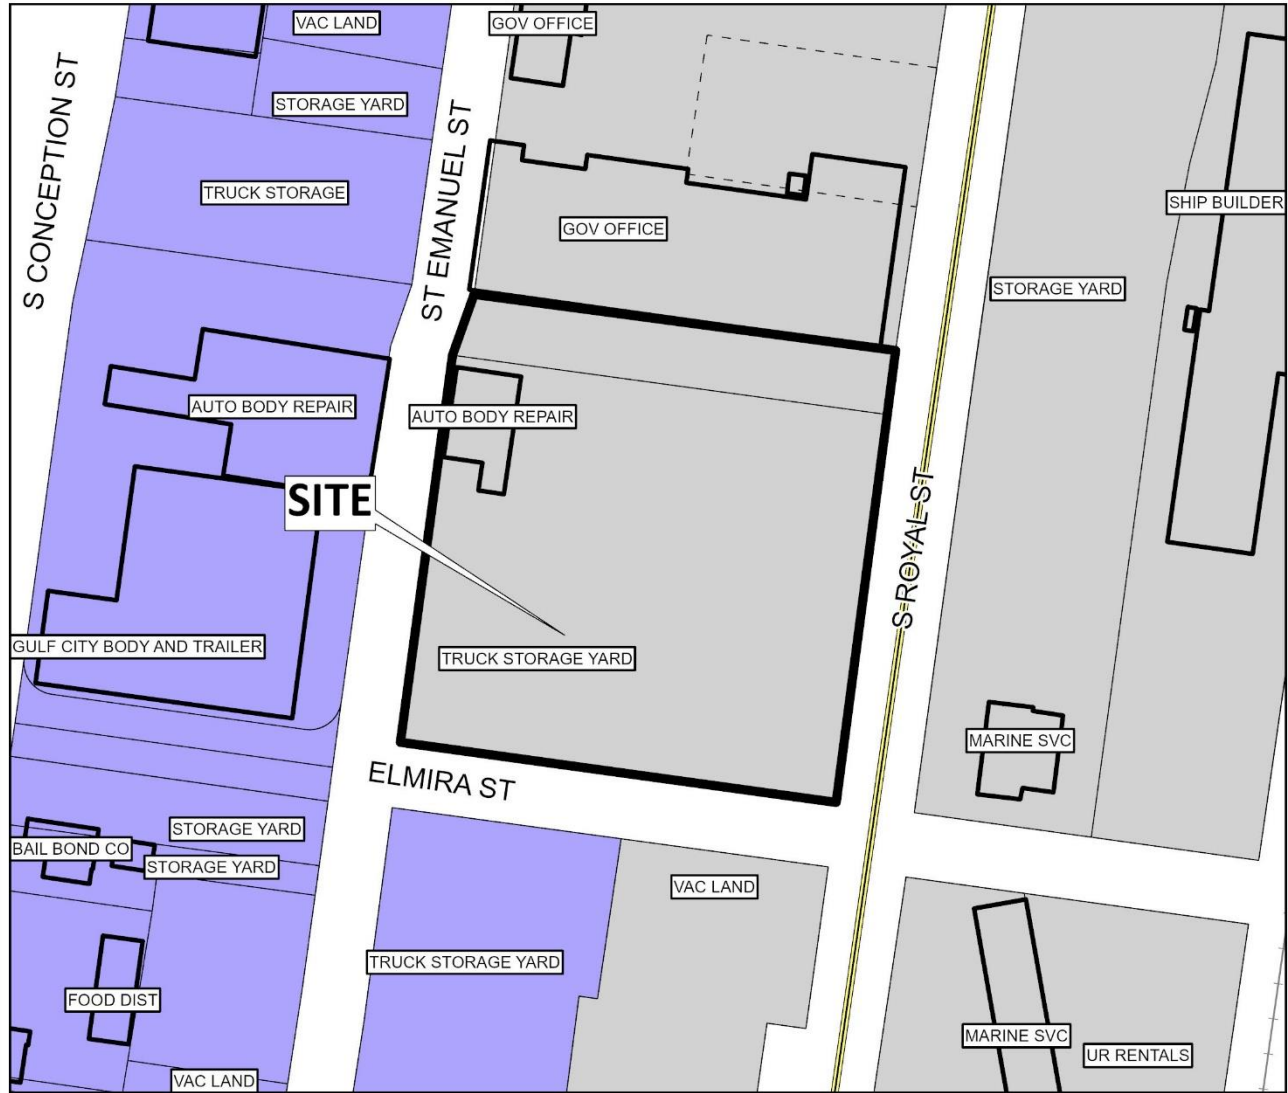 VAC LAND
GOV OFFICE
S CONCEPTION ST
STORAGE YARD
ST EMANUEL ST
TRUCK STORAGE
SHIP BUILDER
GOV OFFICE
STORAGE YARD
AUTO BODY REPAIR
AUTO BODY REPAIR
SITE
S ROYAL ST
GULF CITY BODY AND TRAILER
TRUCK STORAGE YARD
MARINE SVC
ELMIRA ST
STORAGE YARD
BAIL BOND CO
STORAGE YARD
VAC LAND
TRUCK STORAGE YARD
FOOD DIST
MARINE SVC
UR RENTALS
VAC LAND